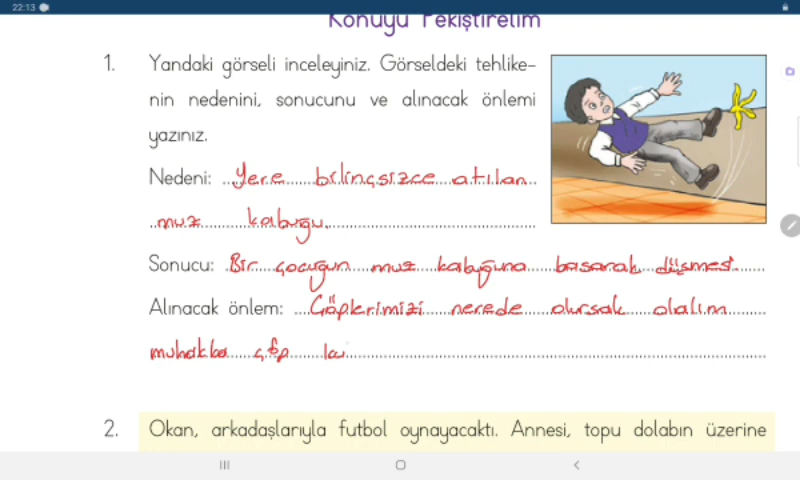 22:13
Konuyu Pekiştirelim
1. Yandaki görseli inceleyiniz. Görseldeki tehlike-
nin nedenini, sonucunu ve alınacak önlemi
yazınız.
Nedeni: Yere bilinçsizce atılan
muz kabuğu.
Sonucu: Bir çocuğun muz kabuğuna basarak düşmesi.
Alınacak önlem: Çöplerimizi nerede olursak olalım
muhakka çöp ku
2. Okan, arkadaşlarıyla futbol oynayacaktı. Annesi, topu dolabın üzerine